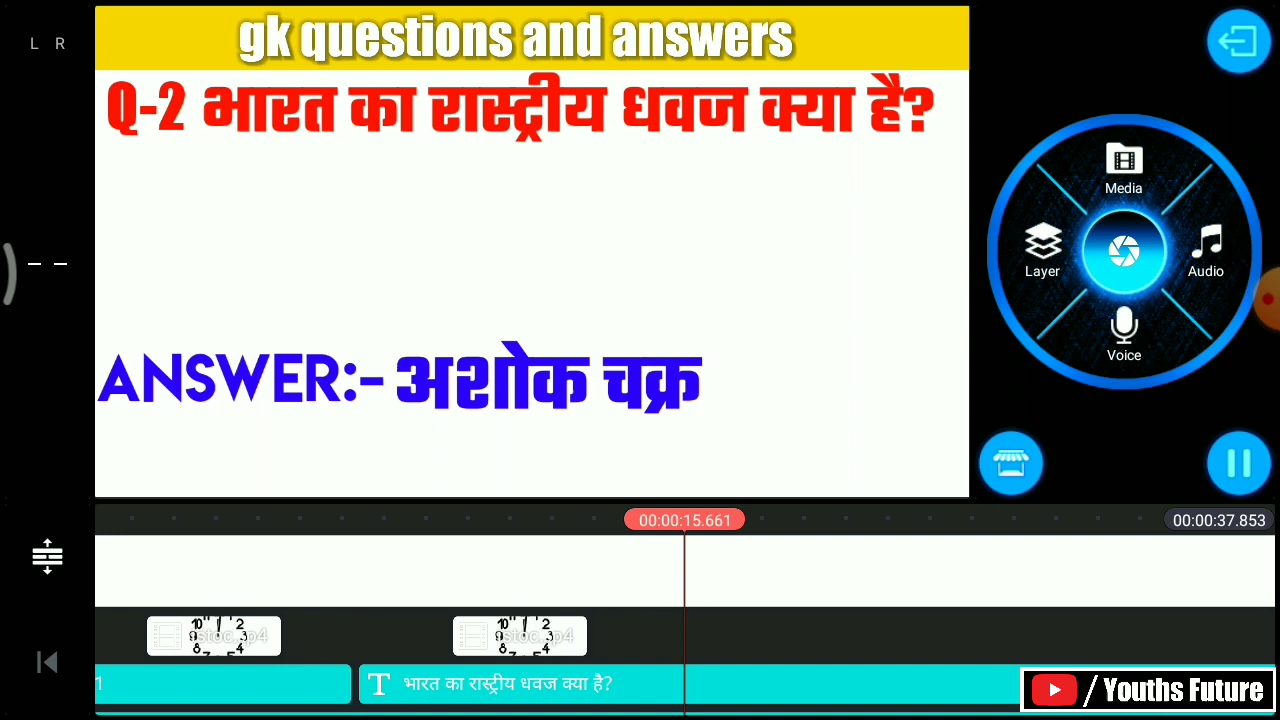 L R
gk questions and answers
Q-2 भारत का रास्ट्रीय धवज क्या है?
ANSWER:- अशोक चक्र
Media
Layer
Audio
Voice
00:00:15.661
00:00:37.853
1
T भारत का रास्ट्रीय धवज क्या है?
/ Youths Future